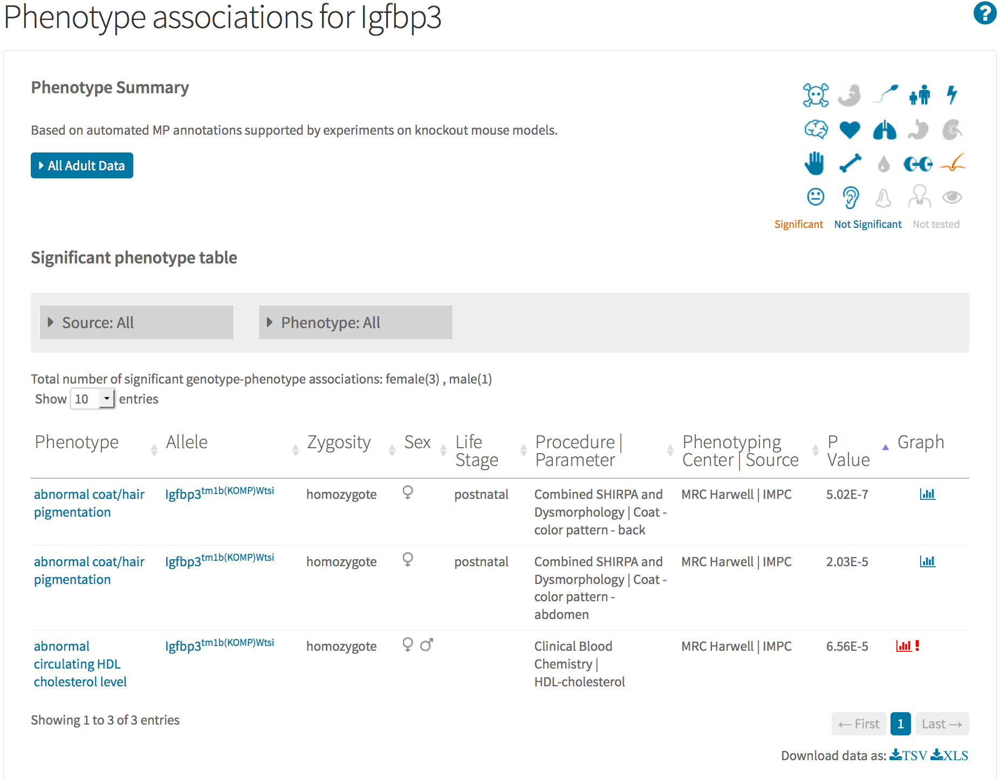 Phenotype associations for Igfbp3
?
Phenotype Summary
Based on automated MP annotations supported by experiments on knockout mouse models.
All Adult Data
Significant Not Significant Not tested
Significant phenotype table
Source: All Phenotype: All
Total number of significant genotype-phenotype associations: female(3) , male(1)
Show 10 entries
Phenotype Allele Zygosity Sex Life Stage Procedure | Parameter Phenotyping Center | Source P Value Graph
abnormal coat/hair pigmentation Igfbp3tm1b(KOMP)Wtsi homozygote ♀ postnatal Combined SHIRPA and Dysmorphology | Coat - color pattern - back MRC Harwell | IMPC 5.02E-7
abnormal coat/hair pigmentation Igfbp3tm1b(KOMP)Wtsi homozygote ♀ postnatal Combined SHIRPA and Dysmorphology | Coat - color pattern - abdomen MRC Harwell | IMPC 2.03E-5
abnormal circulating HDL cholesterol level Igfbp3tm1b(KOMP)Wtsi homozygote ♀ ♂ Clinical Blood Chemistry | HDL-cholesterol MRC Harwell | IMPC 6.56E-5 !
Showing 1 to 3 of 3 entries
← First 1 Last →
Download data as: TSV XLS